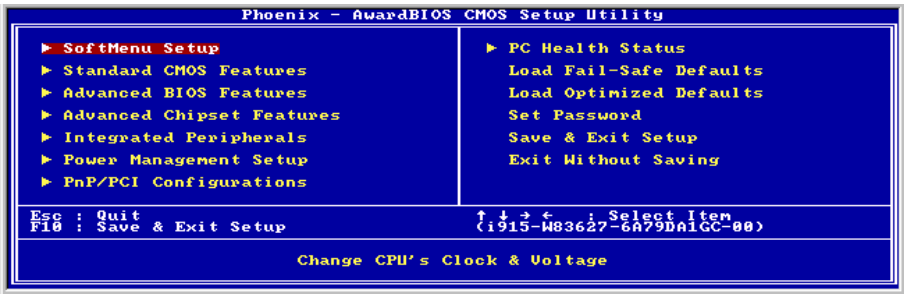 Phoenix - AwardBIOS CMOS Setup Utility
► SoftMenu Setup
► Standard CMOS Features
► Advanced BIOS Features
► Advanced Chipset Features
► Integrated Peripherals
► Power Management Setup
► PnP/PCI Configurations
► PC Health Status
Load Fail-Safe Defaults
Load Optimized Defaults
Set Password
Save & Exit Setup
Exit Without Saving
Esc : Quit
F10 : Save & Exit Setup
↑ ↓ → ← : Select Item
(i915-W83627-6A79DA1GC-00)
Change CPU's Clock & Voltage